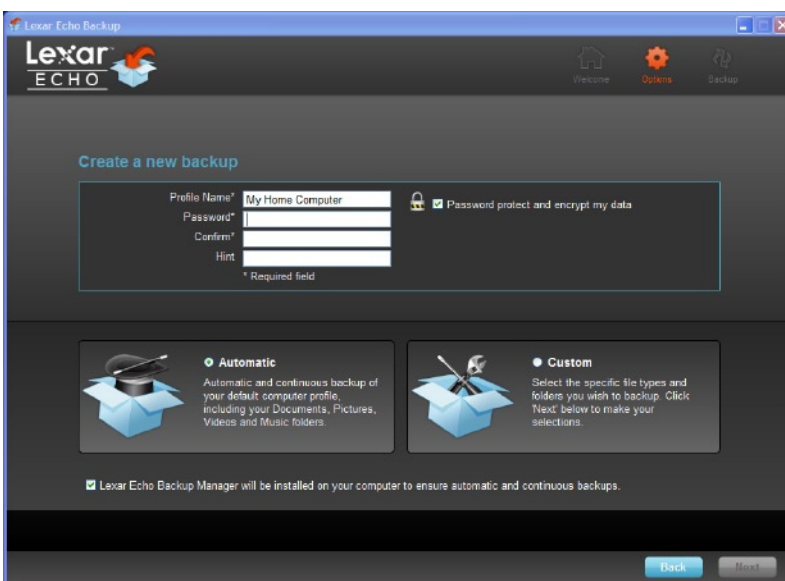 Lexar Echo Backup
Lexar
ECHO
Welcome
Options
Backup
Create a new backup
Profile Name* My Home Computer
Password protect and encrypt my data
Password*
Confirm*
Hint
* Required field
Automatic
Automatic and continuous backup of
your default computer profile,
including your Documents, Pictures,
Videos and Music folders.
Custom
Select the specific file types and
folders you wish to backup. Click
'Next' below to make your
selections.
Lexar Echo Backup Manager will be installed on your computer to ensure automatic and continuous backups.
Back
Next